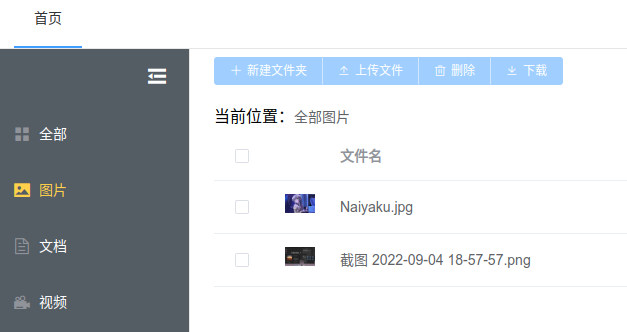 首页
新建文件夹 上传文件 删除 下载
当前位置：全部图片
全部
图片
文档
视频
文件名
Naiyaku.jpg
截图 2022-09-04 18-57-57.png